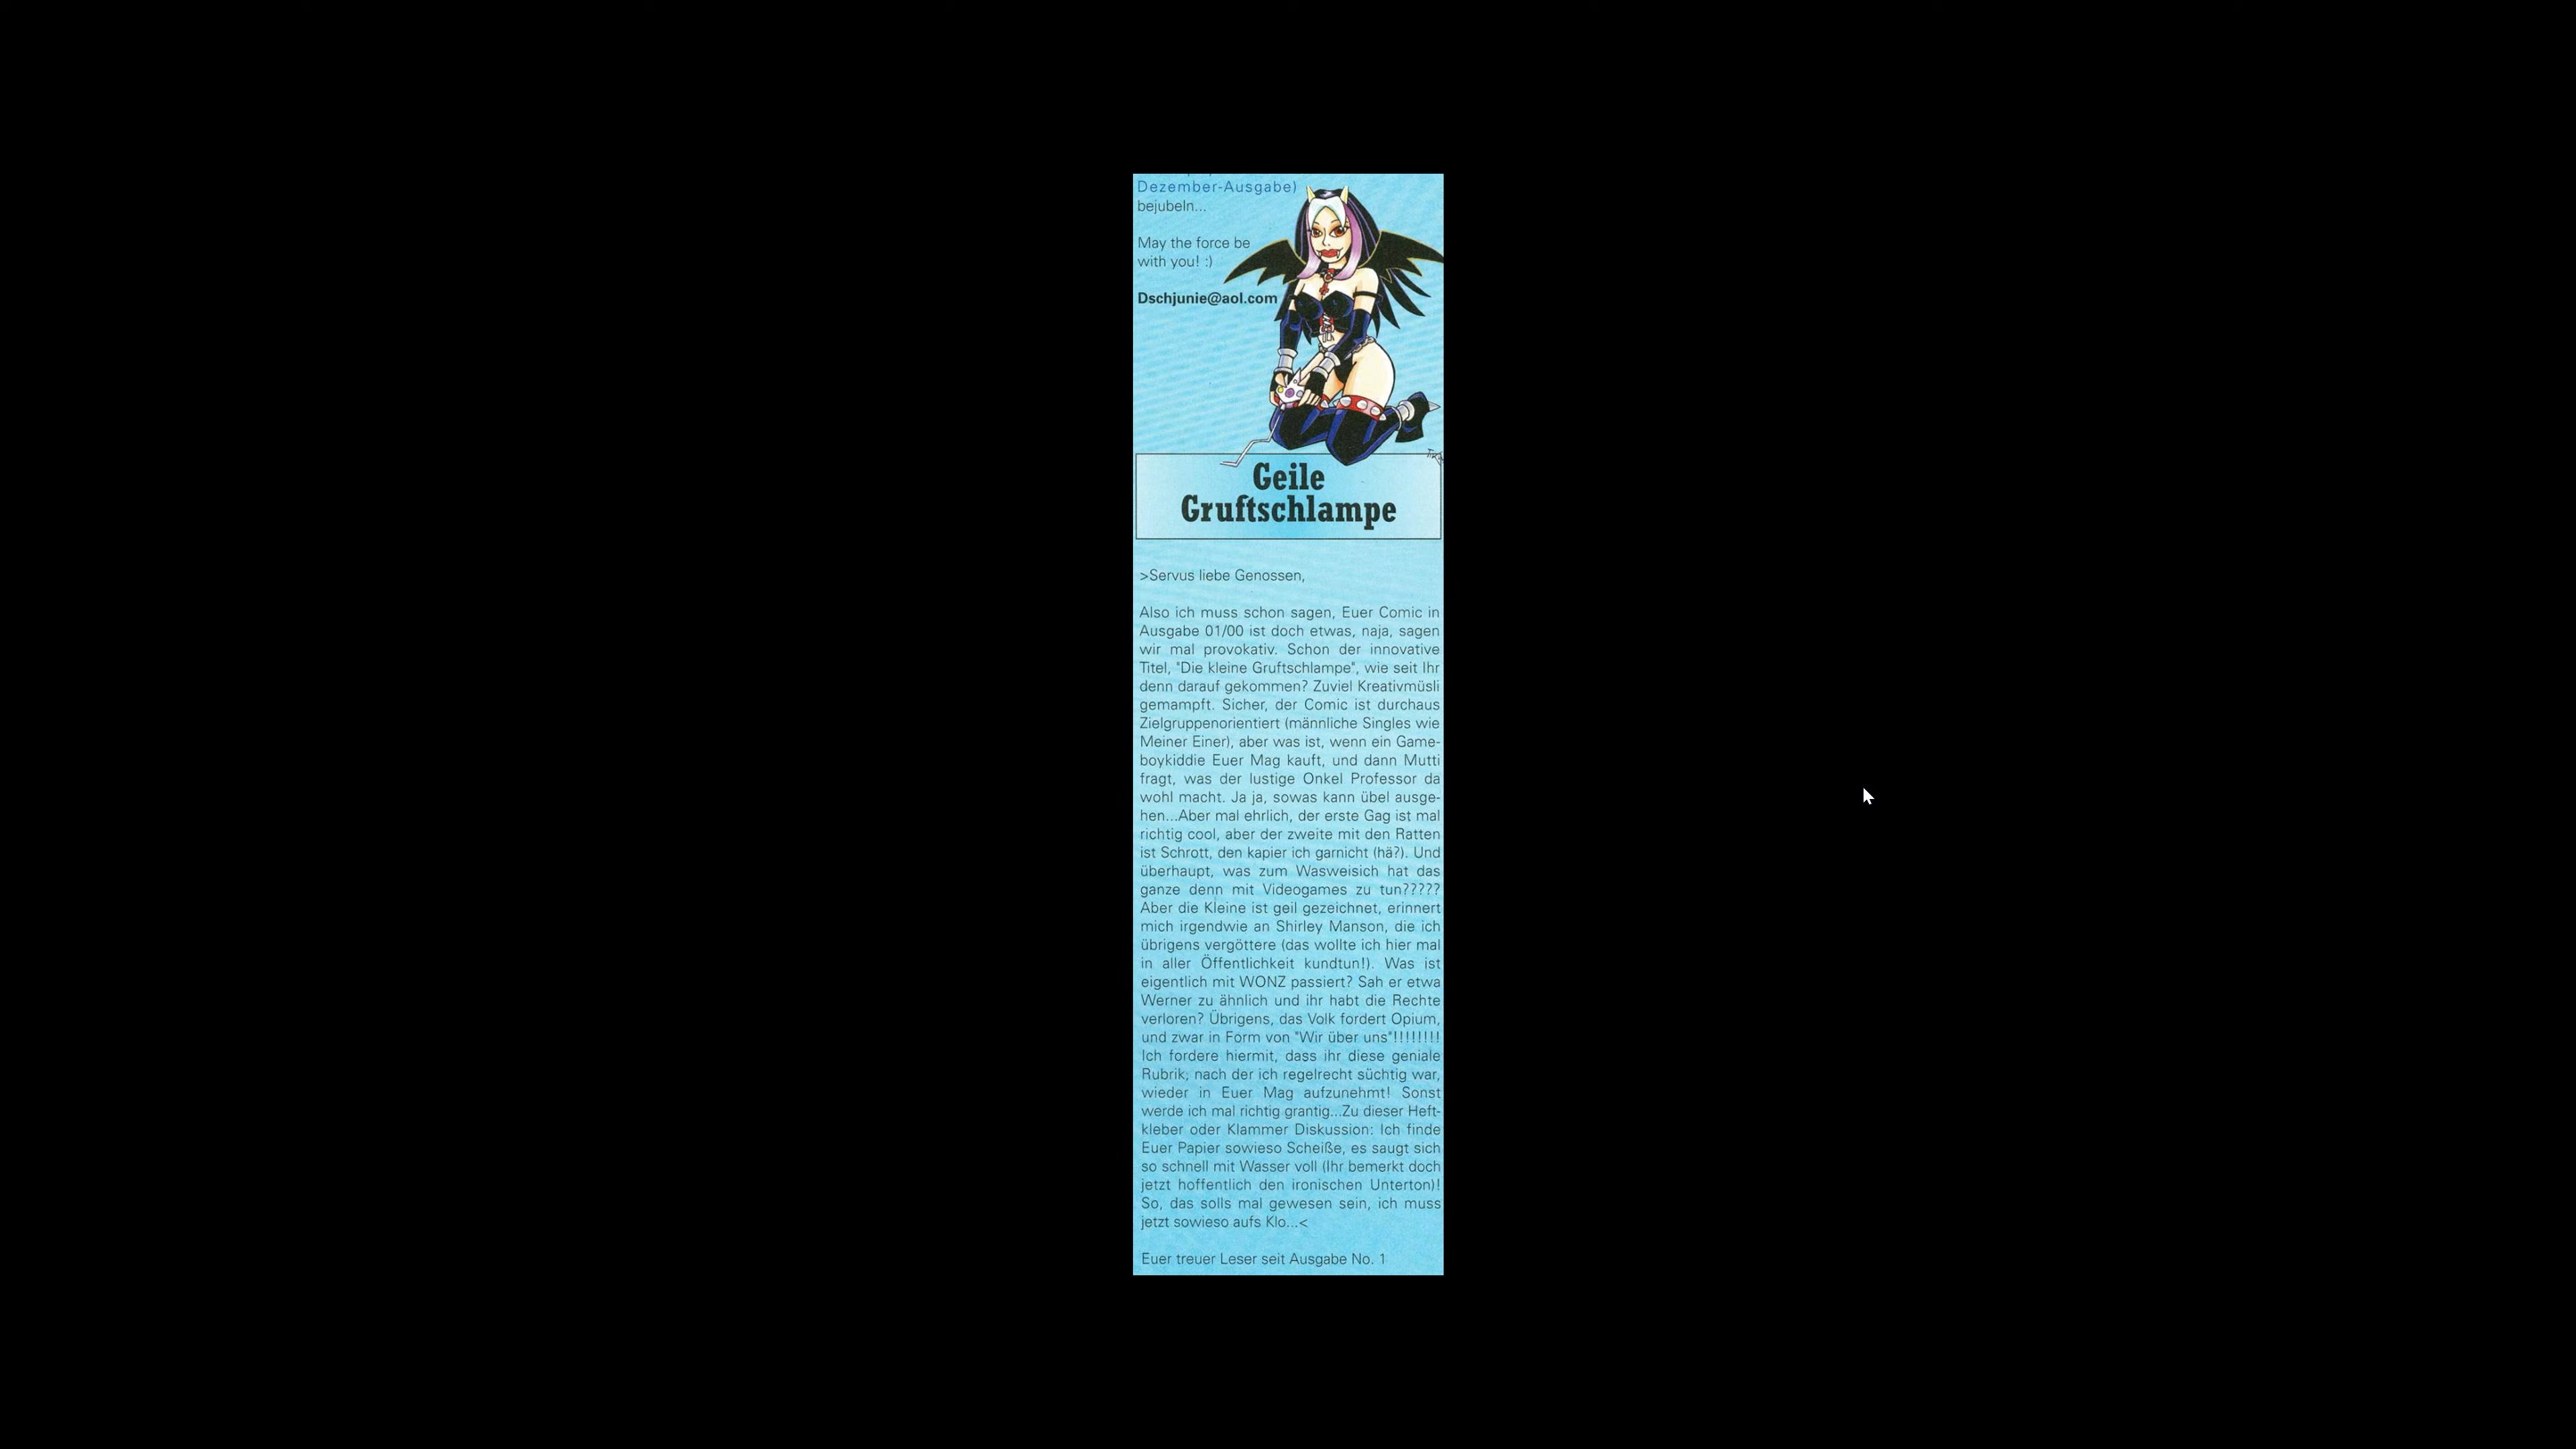 Dezember-Ausgabe)
bejubeln...
May the force be
with you! :)
Dschjunie@aol.com
Geile
Gruftschlampe
>Servus liebe Genossen,
Also ich muss schon sagen, Euer Comic in
Ausgabe 01/00 ist doch etwas, naja, sagen
wir mal provokativ. Schon der innovative
Titel, "Die kleine Gruftschlampe", wie seit Ihr
denn darauf gekommen? Zuviel Kreativmüsli
gemampft. Sicher, der Comic ist durchaus
Zielgruppenorientiert (männliche Singles wie
Meiner Einer), aber was ist, wenn ein Game-
boykiddie Euer Mag kauft, und dann Mutti
fragt, was der lustige Onkel Professor da
wohl macht. Ja ja, sowas kann übel ausge-
hen...Aber mal ehrlich, der erste Gag ist mal
richtig cool, aber der zweite mit den Ratten
ist Schrott, den kapier ich garnicht (hä?). Und
überhaupt, was zum Wasweisich hat das
ganze denn mit Videogames zu tun?????
Aber die Kleine ist geil gezeichnet, erinnert
mich irgendwie an Shirley Manson, die ich
übrigens vergöttere (das wollte ich hier mal
in aller Öffentlichkeit kundtun!). Was ist
eigentlich mit WONZ passiert? Sah er etwa
Werner zu ähnlich und ihr habt die Rechte
verloren? Übrigens, das Volk fordert Opium,
und zwar in Form von "Wir über uns"!!!!!!!!
Ich fordere hiermit, dass ihr diese geniale
Rubrik, nach der ich regelrecht süchtig war,
wieder in Euer Mag aufzunehmt! Sonst
werde ich mal richtig grantig...Zu dieser Heft-
kleber oder Klammer Diskussion: Ich finde
Euer Papier sowieso Scheiße, es saugt sich
so schnell mit Wasser voll (Ihr bemerkt doch
jetzt hoffentlich den ironischen Unterton)!
So, das solls mal gewesen sein, ich muss
jetzt sowieso aufs Klo...<
Euer treuer Leser seit Ausgabe No. 1